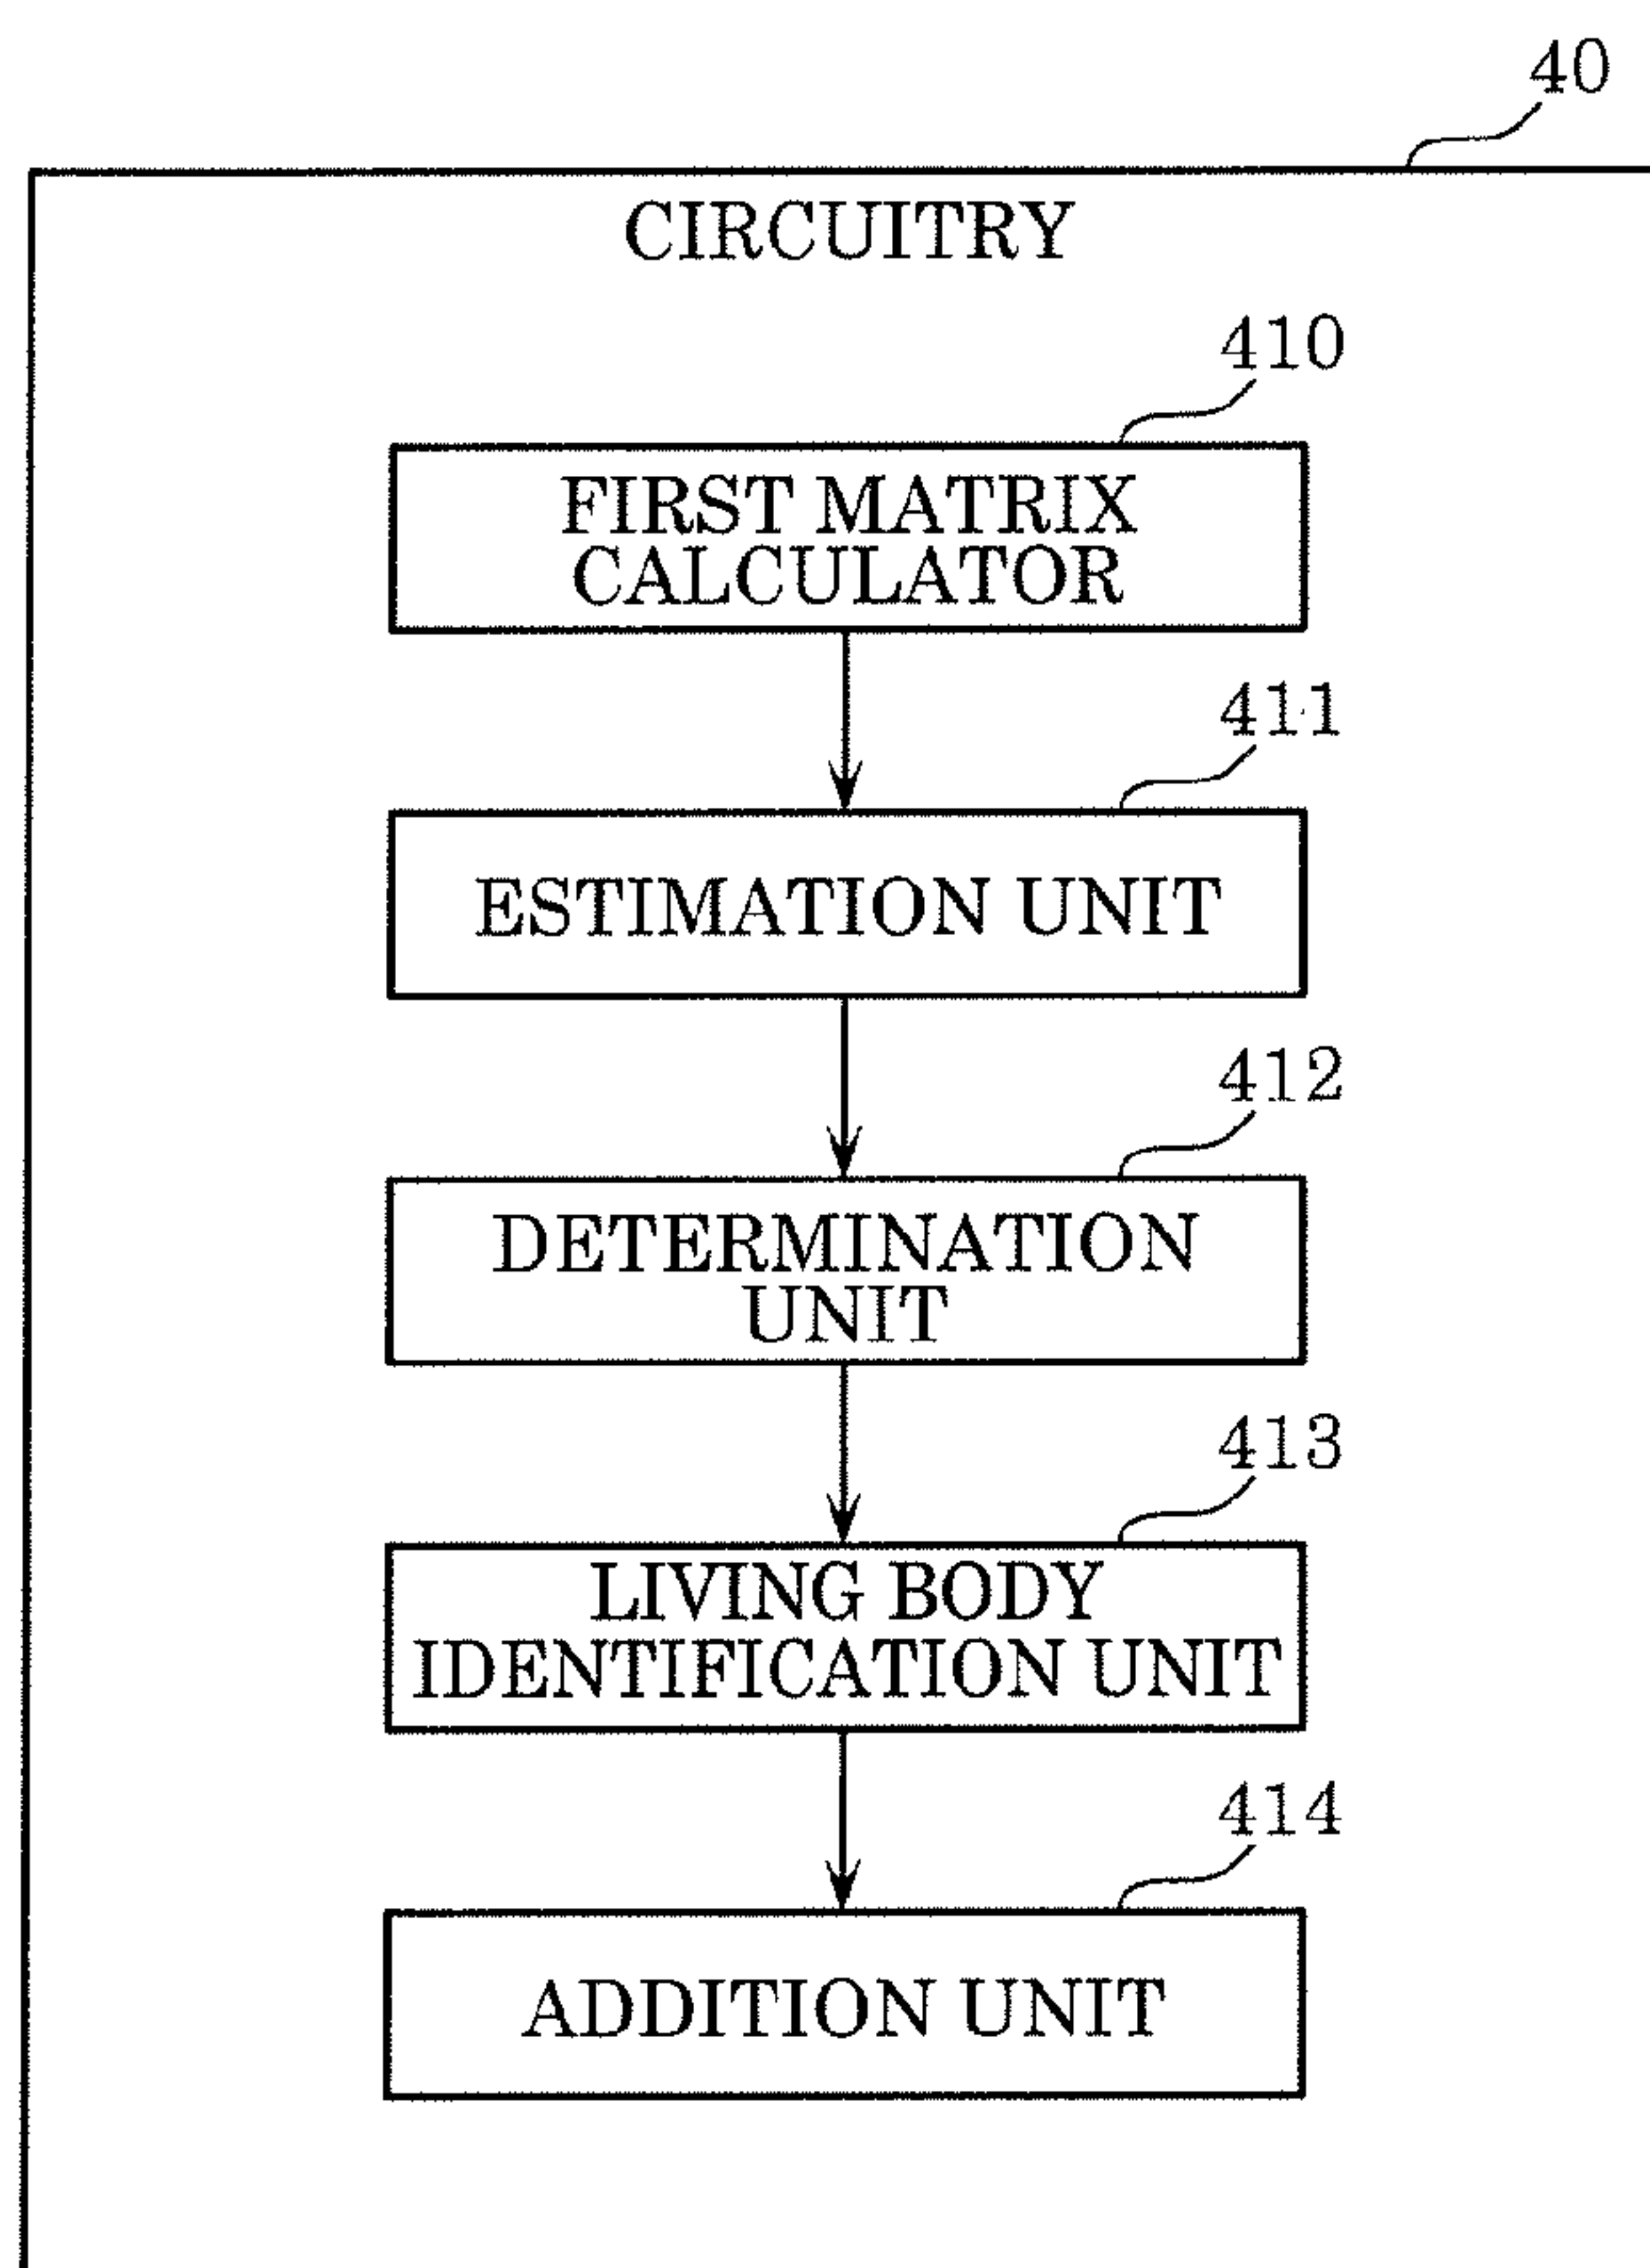 40
CIRCUITRY
410
FIRST MATRIX
CALCULATOR
411
ESTIMATION UNIT
412
DETERMINATION
UNIT
413
LIVING BODY
IDENTIFICATION UNIT
414
ADDITION UNIT